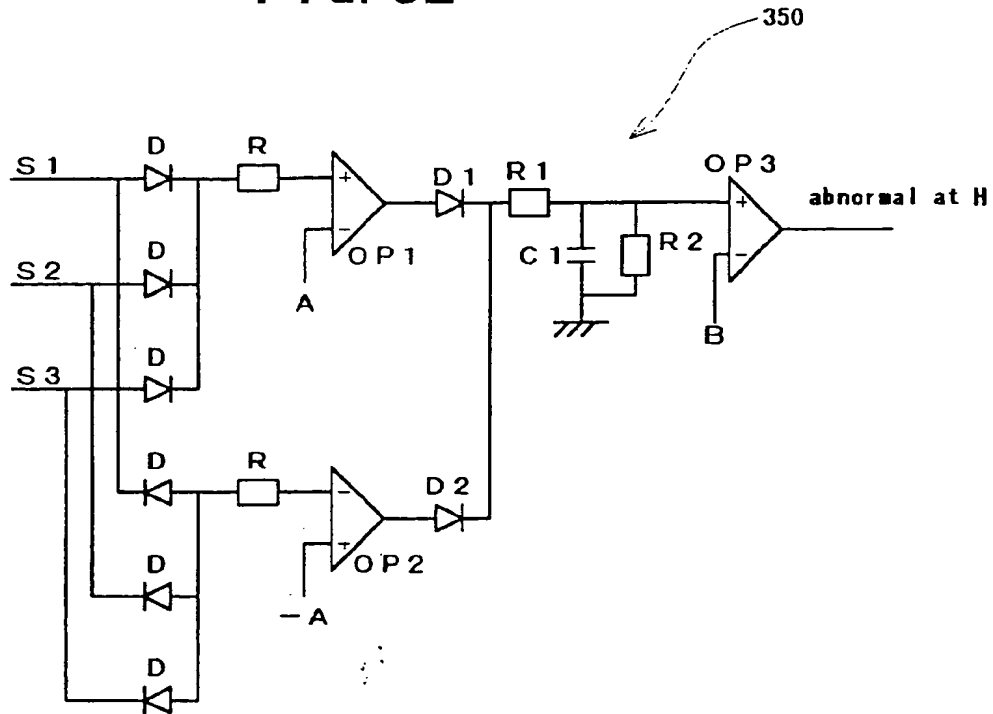 350
D R
S1
OP3
+ D1 R1 +
abnormal at H
-
OP1
D
S2
C1 R2
-
A
B
D
S3
D R
- D2
+
OP2
D
-A
D